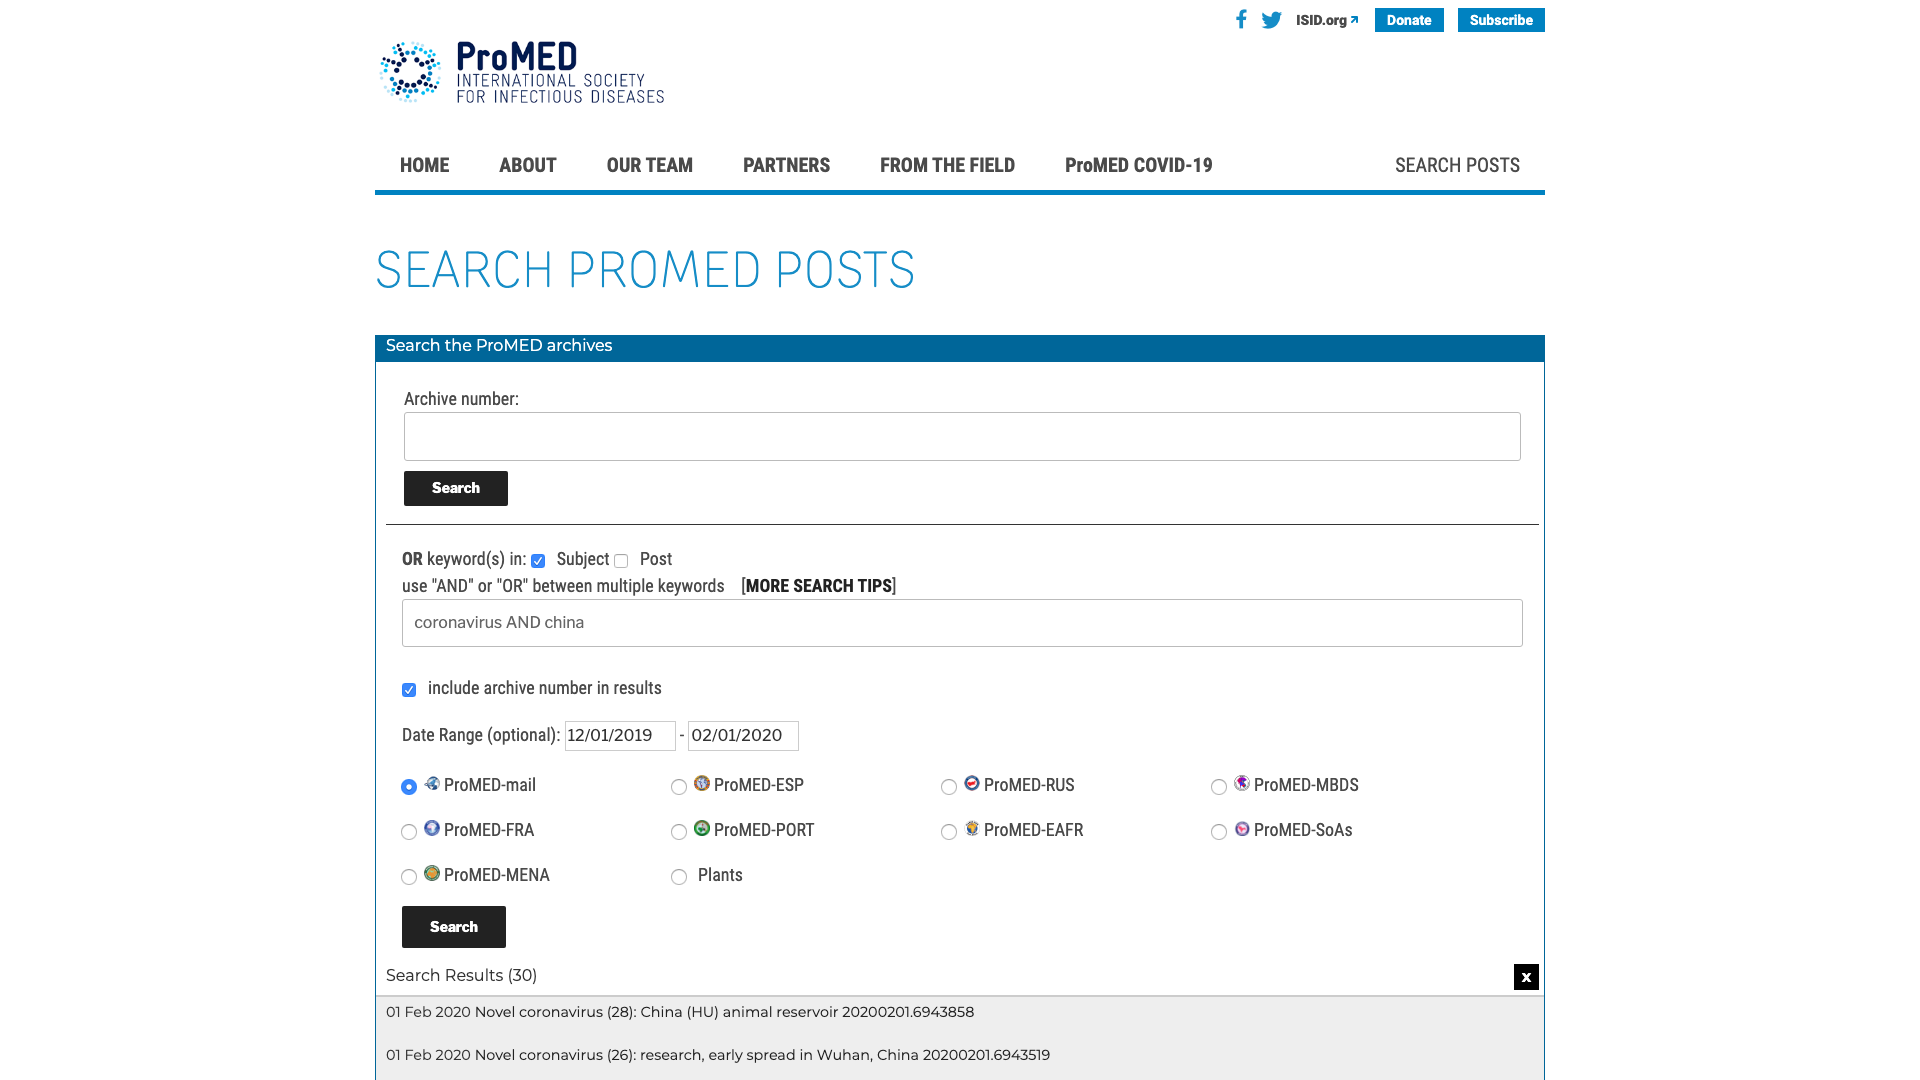 ISID.org Donate Subscribe
ProMED
INTERNATIONAL SOCIETY
FOR INFECTIOUS DISEASES
HOME ABOUT OUR TEAM PARTNERS FROM THE FIELD ProMED COVID-19 SEARCH POSTS
SEARCH PROMED POSTS
Search the ProMED archives
Archive number:
Search
OR keyword(s) in: Subject Post
use "AND" or "OR" between multiple keywords [MORE SEARCH TIPS]
coronavirus AND china
include archive number in results
Date Range (optional): 12/01/2019 - 02/01/2020
ProMED-mail ProMED-ESP ProMED-RUS ProMED-MBDS
ProMED-FRA ProMED-PORT ProMED-EAFR ProMED-SoAs
ProMED-MENA Plants
Search
Search Results (30) x
01 Feb 2020 Novel coronavirus (28): China (HU) animal reservoir 20200201.6943858
01 Feb 2020 Novel coronavirus (26): research, early spread in Wuhan, China 20200201.6943519